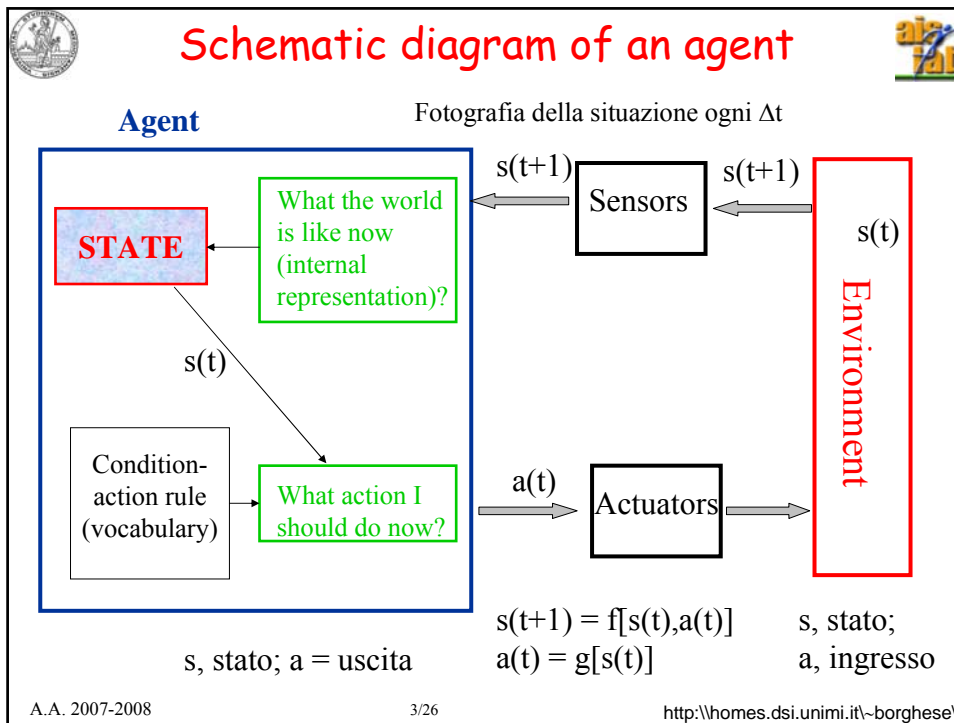 Schematic diagram of an agent
Agent
Fotografia della situazione ogni Δt
s(t+1)
Sensors
s(t+1)
What the world
is like now
(internal
representation)?
STATE
s(t)
s(t)
Environment
Condition-
action rule
(vocabulary)
What action I
should do now?
a(t)
Actuators
s(t+1) = f[s(t),a(t)]
a(t) = g[s(t)]
s, stato;
a, ingresso
s, stato; a = uscita
A.A. 2007-2008
3/26
http:\\homes.dsi.unimi.it\~borghese\